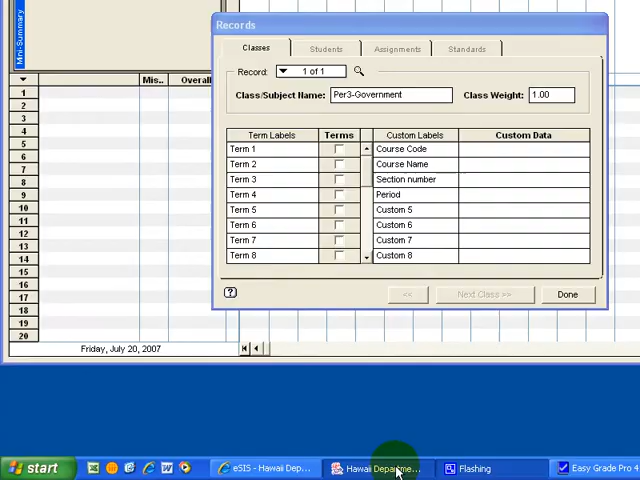 Records
Mni-Summary
Classes Students Assignments Standards
Record: 1 of 1
Mis.. Overall
Class/Subject Name: Per3-Government Class Weight: 1.00
Term Labels Terms Custom Labels Custom Data
Term 1 Course Code
Term 2 Course Name
Term 3 Section number
Term 4 Period
Term 5 Custom 5
Term 6 Custom 6
Term 7 Custom 7
Term 8 Custom 8
? << Next Class >> Done
1
2
3
4
5
6
7
8
9
10
11
12
13
14
15
16
17
18
19
20
Friday, July 20, 2007
start eSIS - Hawaii Dep... Hawaii Departme... Flashing Easy Grade Pro 4